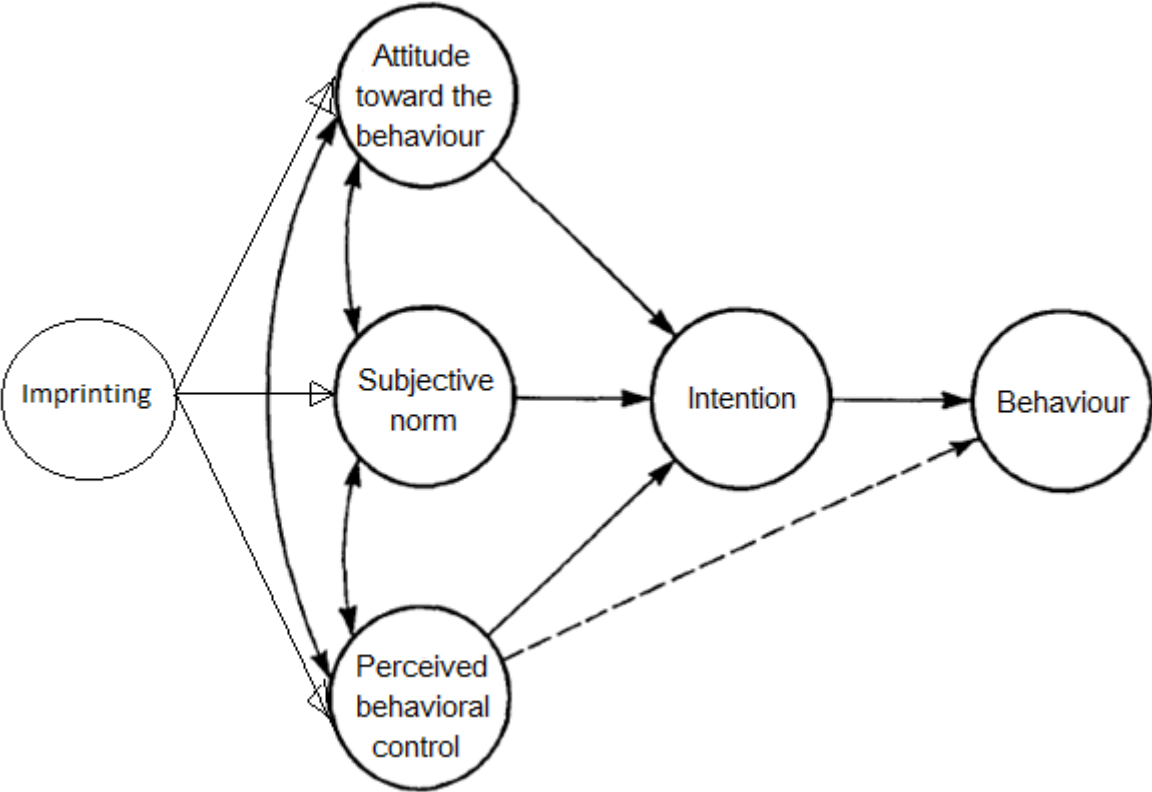 Attitude
toward the
behaviour
Imprinting
Subjective
norm
Intention
Behaviour
Perceived
behavioral
control